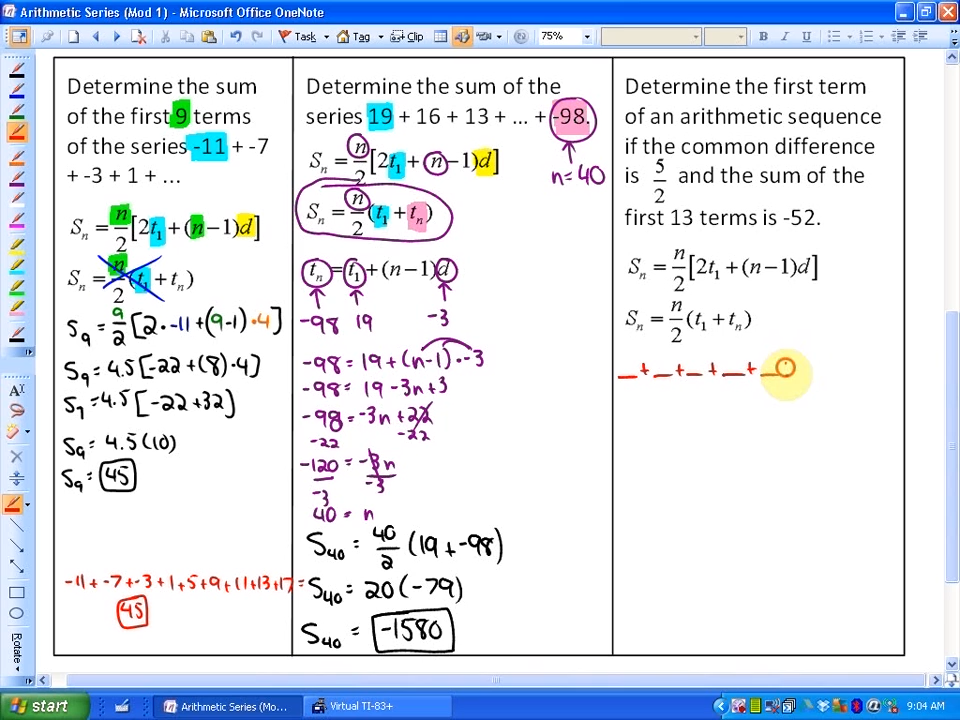 Arithmetic Series (Mod 1) - Microsoft Office OneNote
Task
Tag
Clip
75%
B I U
Determine the sum
of the first 9 terms
of the series -11 + -7
+ -3 + 1 + ...
Sn = n/2[2t1 + (n−1)d]
Sn = n/2(t1 + tn)
S9 = 9/2[2·-11 + (9-1)·4]
S9 = 4.5[-22 + (8)·4]
S9 = 4.5[-22 + 32]
S9 = 4.5(10)
S9 = 45
-11 + -7 + -3 + 1 + 5 + 9 + 11 + 13 + 17 =
45
Determine the sum of the
series 19 + 16 + 13 + ... + -98.
n = 40
Sn = n/2[2t1 + (n−1)d]
Sn = n/2(t1 + tn)
tn = t1 + (n−1)d
-98 19 -3
-98 = 19 + (n-1)·-3
-98 = 19 - 3n + 3
-98 = -3n + 22
-22 -22
-120 = -3n
-3 -3
40 = n
S40 = 40/2 (19 + -98)
S40 = 20(-79)
S40 = -1580
Determine the first term
of an arithmetic sequence
if the common difference
is 5/2 and the sum of the
first 13 terms is -52.
Sn = n/2[2t1 + (n−1)d]
Sn = n/2(t1 + tn)
_ + _ + _ + _ + _
A
Rotate
start
Arithmetic Series (Mo...
Virtual TI-83+
9:04 AM